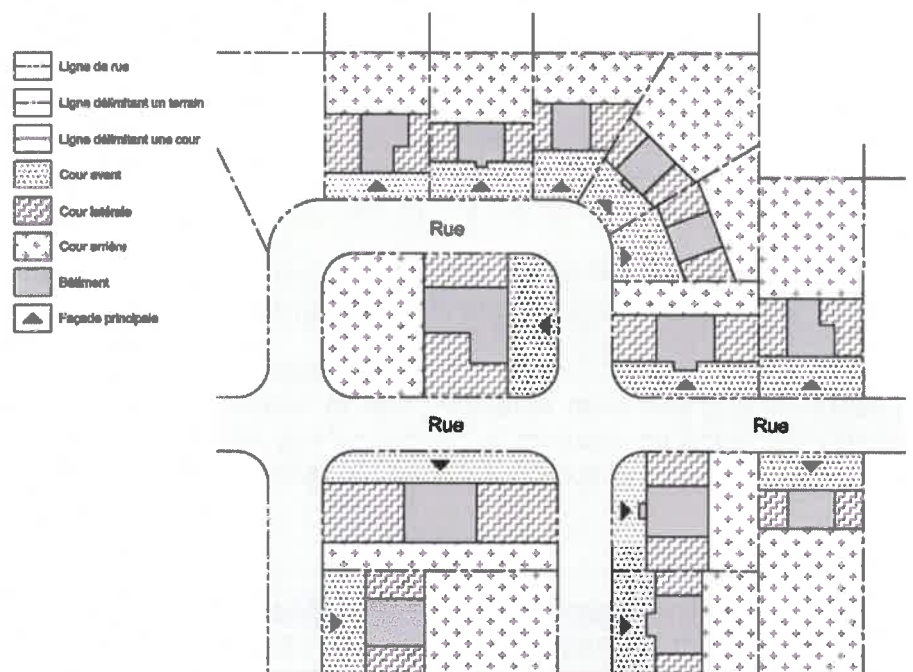 Ligne de rue
Ligne délimitant un terrain
Ligne délimitant une cour
Cour avant
Cour latérale
Cour arrière
Bâtiment
Façade principale
Rue
Rue
Rue